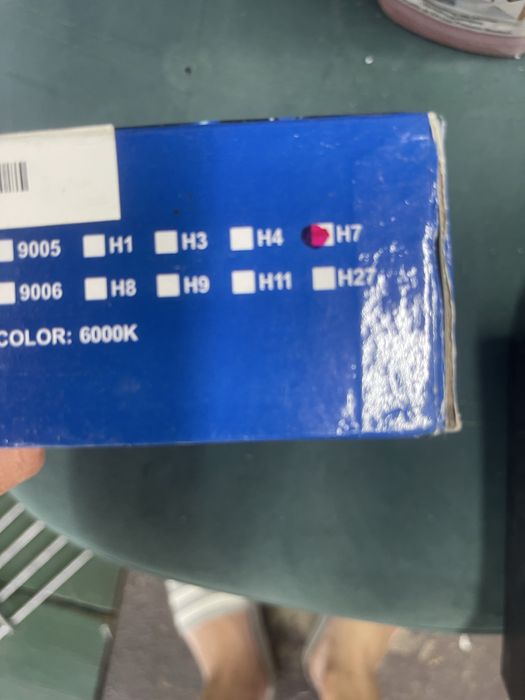 9005 H1 H3 H4 H7
9006 H8 H9 H11 H27
COLOR: 6000K